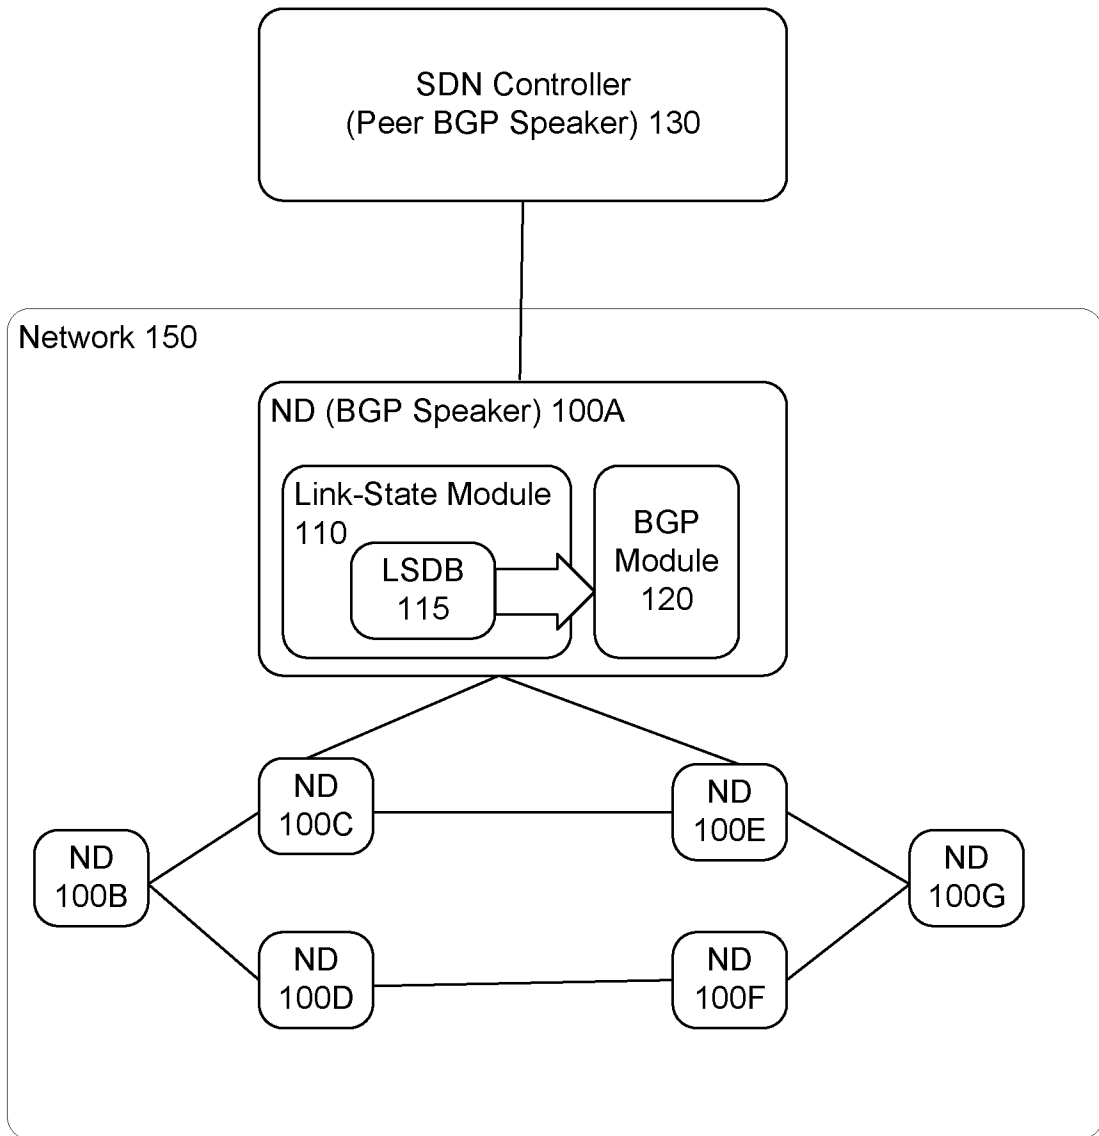 SDN Controller
(Peer BGP Speaker) 130
Network 150
ND (BGP Speaker) 100A
Link-State Module
110
LSDB
115
BGP
Module
120
ND
100C
ND
100E
ND
100B
ND
100G
ND
100D
ND
100F